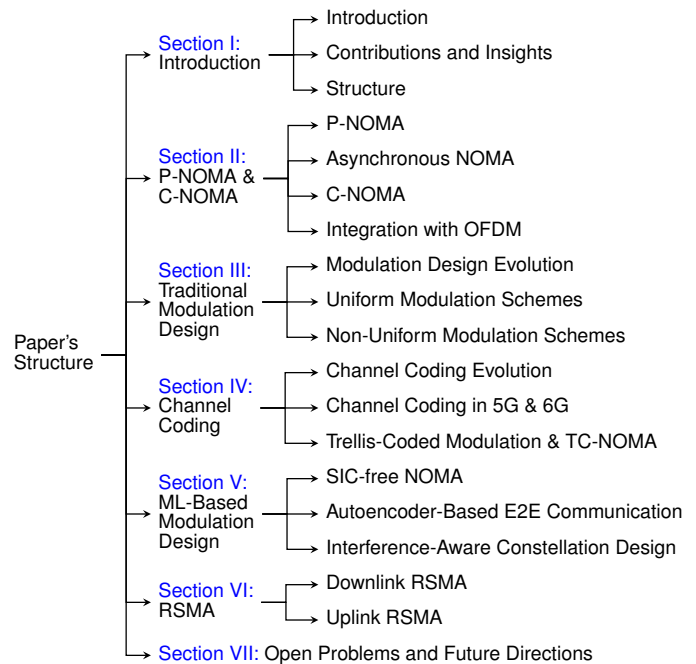 Paper's
Structure
Section I:
Introduction
Introduction
Contributions and Insights
Structure
Section II:
P-NOMA &
C-NOMA
P-NOMA
Asynchronous NOMA
C-NOMA
Integration with OFDM
Section III:
Traditional
Modulation
Design
Modulation Design Evolution
Uniform Modulation Schemes
Non-Uniform Modulation Schemes
Section IV:
Channel
Coding
Channel Coding Evolution
Channel Coding in 5G & 6G
Trellis-Coded Modulation & TC-NOMA
Section V:
ML-Based
Modulation
Design
SIC-free NOMA
Autoencoder-Based E2E Communication
Interference-Aware Constellation Design
Section VI:
RSMA
Downlink RSMA
Uplink RSMA
Section VII: Open Problems and Future Directions